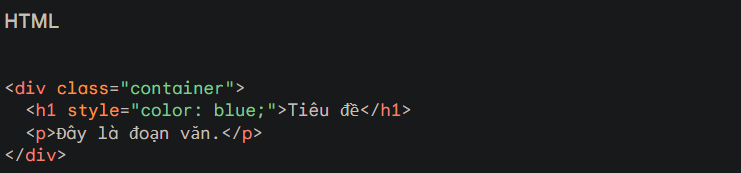 HTML
<div class="container">
  <h1 style="color: blue;">Tiêu đề</h1>
  <p>Đây là đoạn văn.</p>
</div>